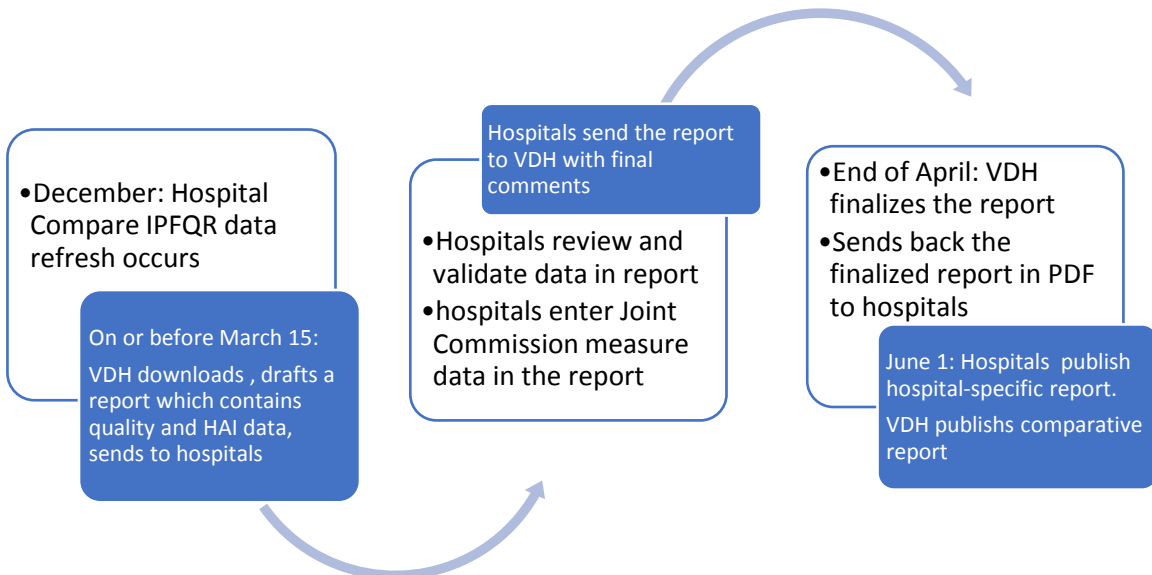 •December: Hospital
Compare IPFQR data
refresh occurs
On or before March 15:
VDH downloads , drafts a
report which contains
quality and HAI data,
sends to hospitals
Hospitals send the report
to VDH with final
comments
•Hospitals review and
validate data in report
•hospitals enter Joint
Commission measure
data in the report
•End of April: VDH
finalizes the report
•Sends back the
finalized report in PDF
to hospitals
June 1: Hospitals  publish
hospital-specific report.
VDH publishs comparative
report